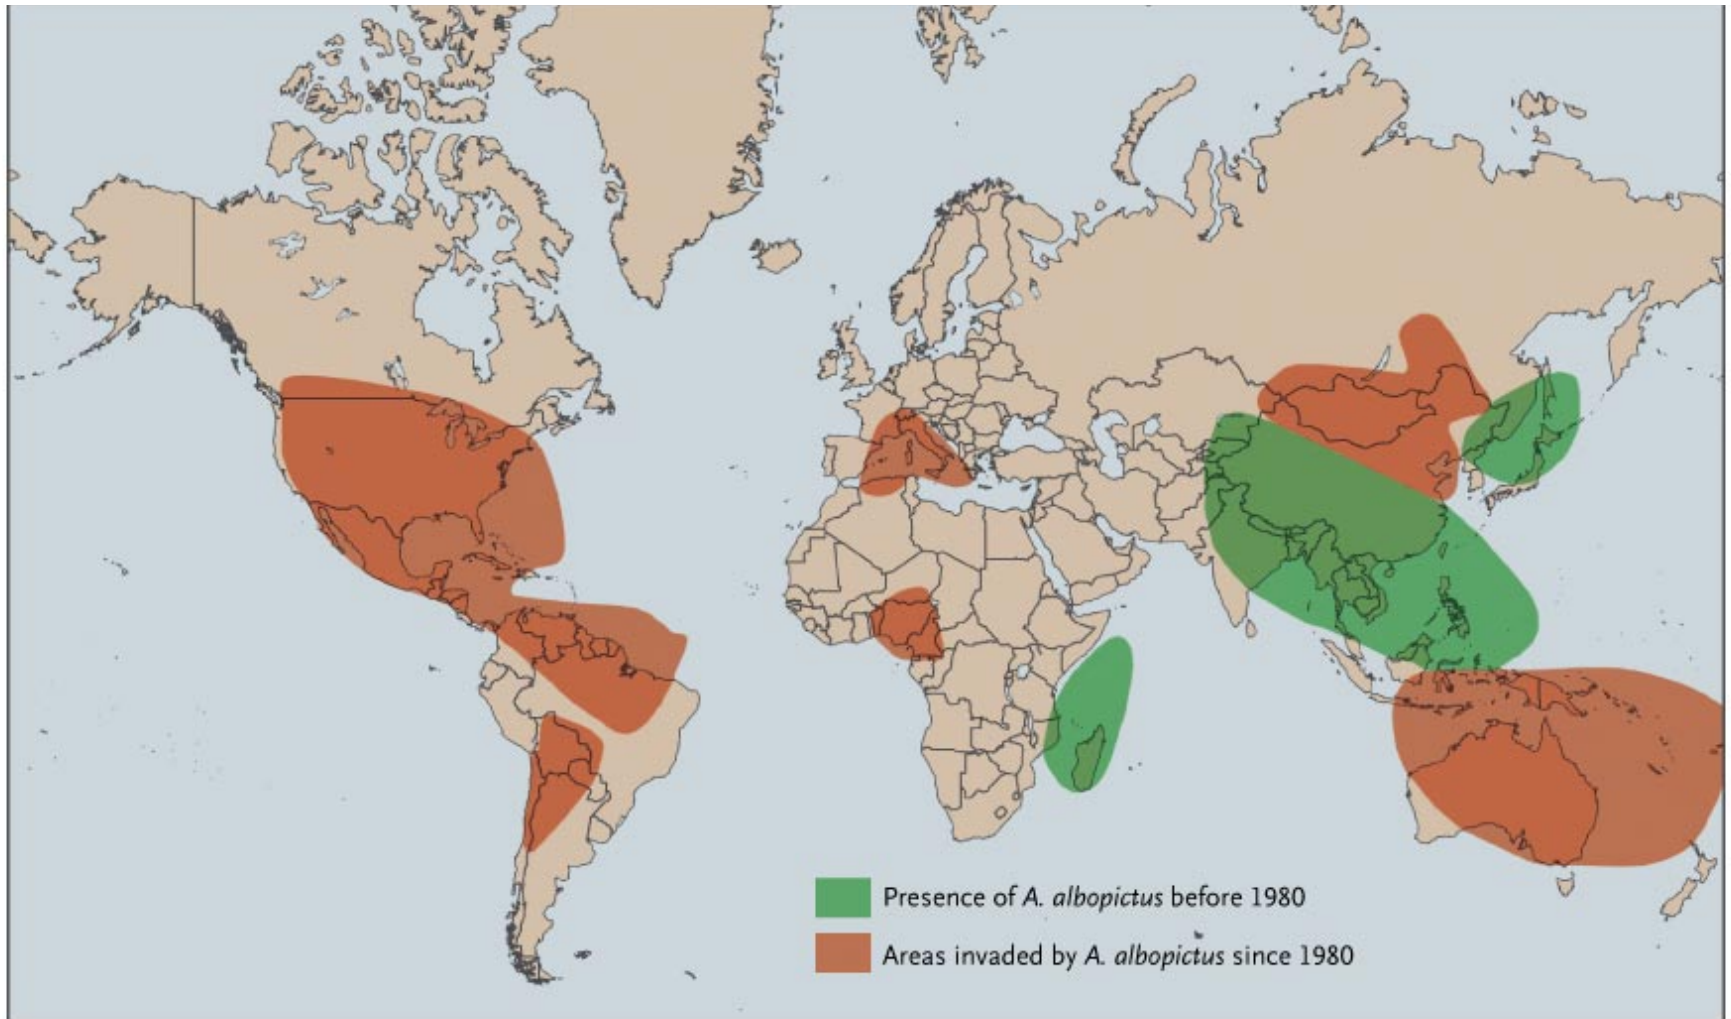 Presence of A. albopictus before 1980
Areas invaded by A. albopictus since 1980